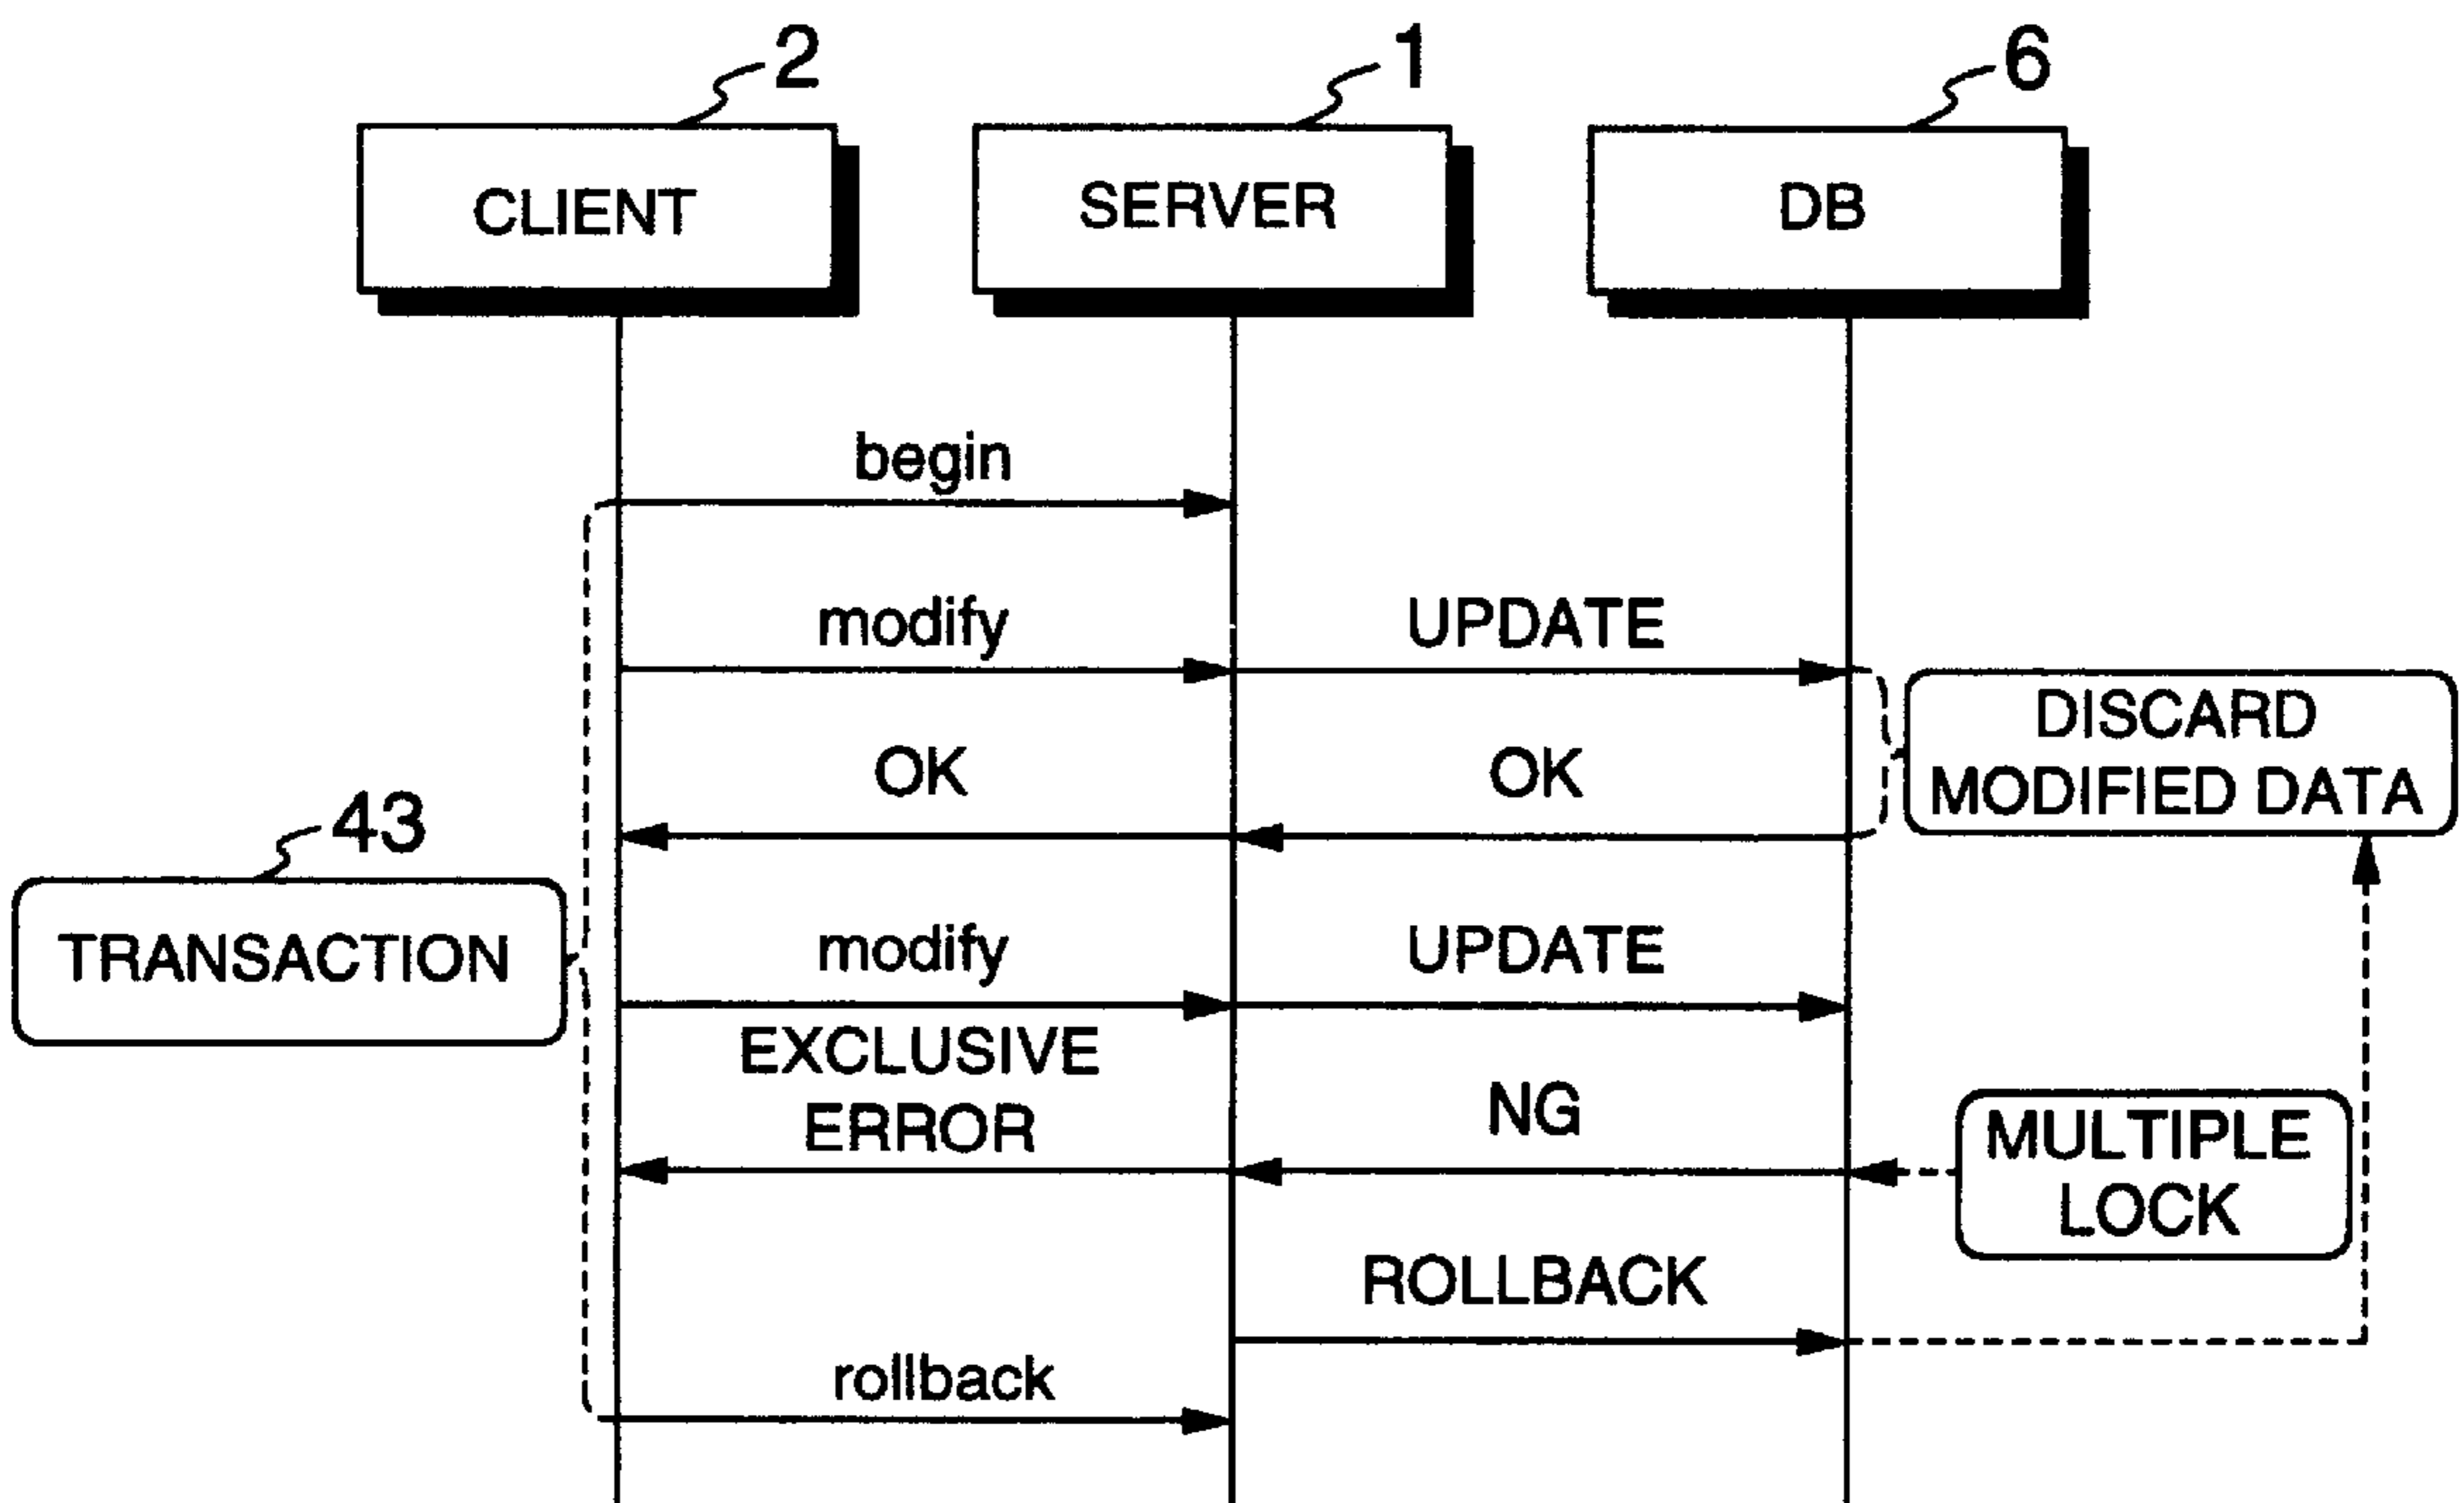 2 1 6
CLIENT SERVER DB
begin
modify UPDATE
DISCARD
MODIFIED DATA
OK OK
43
TRANSACTION
modify UPDATE
EXCLUSIVE
ERROR
NG
MULTIPLE
LOCK
ROLLBACK
rollback